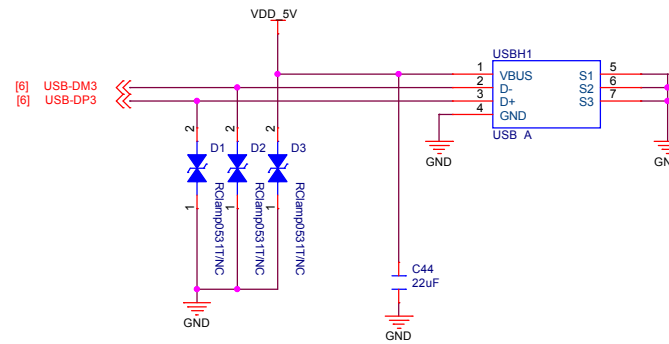 VDD_5V
USBH1
[6] USB-DM3
[6] USB-DP3
1 VBUS S1 5
2 D- S2 6
3 D+ S3 7
4 GND
USB_A
GND
GND
2 D1
2 D2
2 D3
RClamp0531T/NC
RClamp0531T/NC
RClamp0531T/NC
1
1
1
C44
22uF
GND
GND